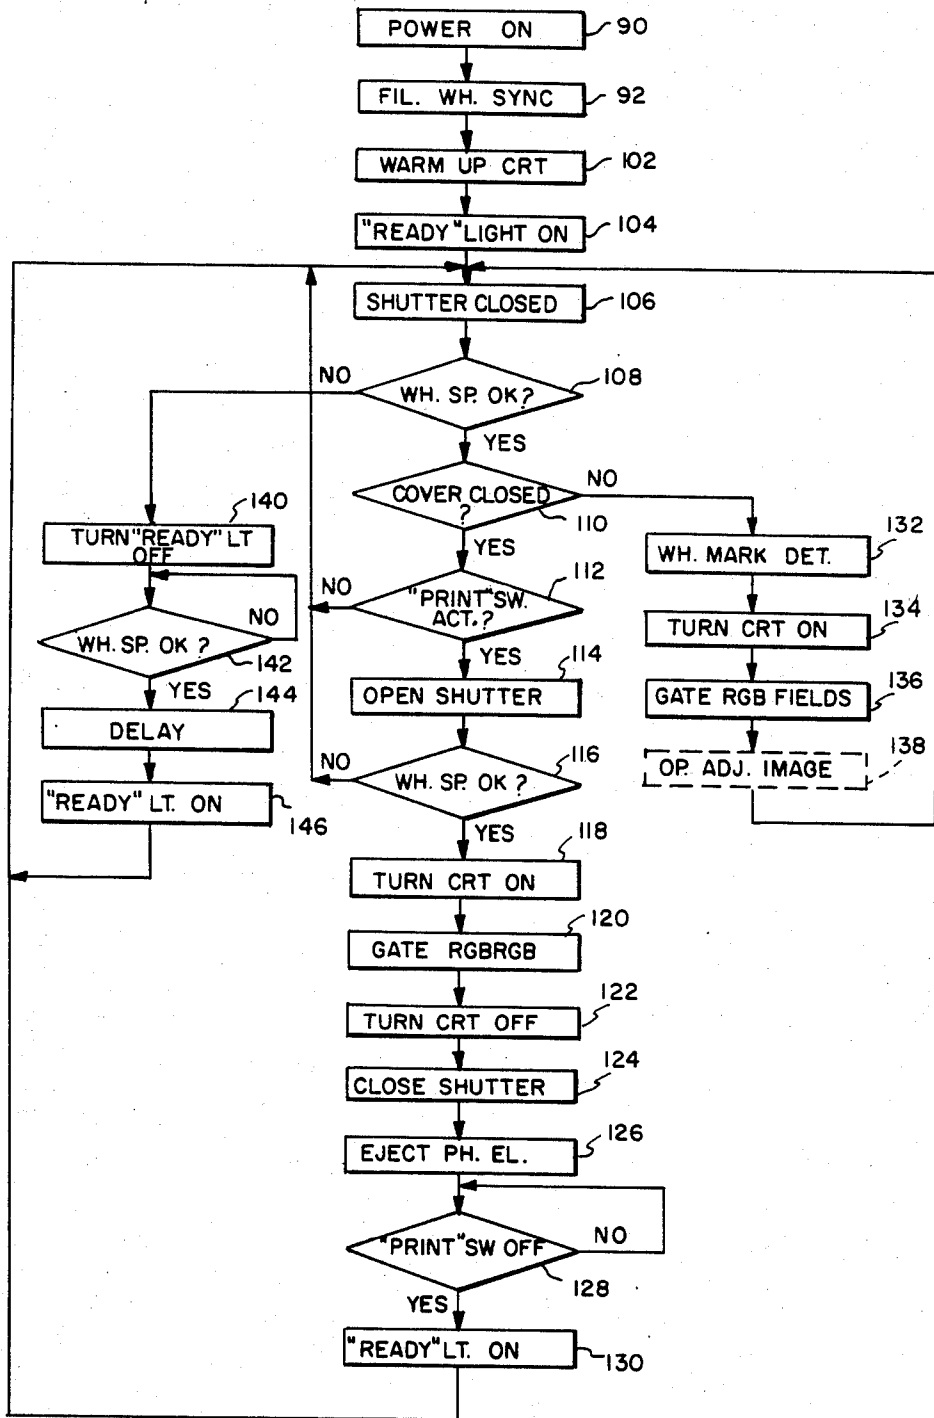 POWER ON
90
FIL. WH. SYNC
92
WARM UP CRT
102
"READY" LIGHT ON
104
SHUTTER CLOSED
106
WH. SP. OK?
108
NO
YES
COVER CLOSED
?
110
NO
YES
"PRINT" SW.
ACT.?
112
NO
YES
OPEN SHUTTER
114
WH. SP. OK?
116
NO
YES
TURN CRT ON
118
GATE RGBRGB
120
TURN CRT OFF
122
CLOSE SHUTTER
124
EJECT PH. EL.
126
"PRINT" SW OFF
128
NO
YES
"READY" LT. ON
130
WH. MARK DET.
132
TURN CRT ON
134
GATE RGB FIELDS
136
OP. ADJ. IMAGE
138
TURN "READY" LT
OFF
140
WH. SP. OK?
142
NO
YES
DELAY
144
"READY" LT. ON
146